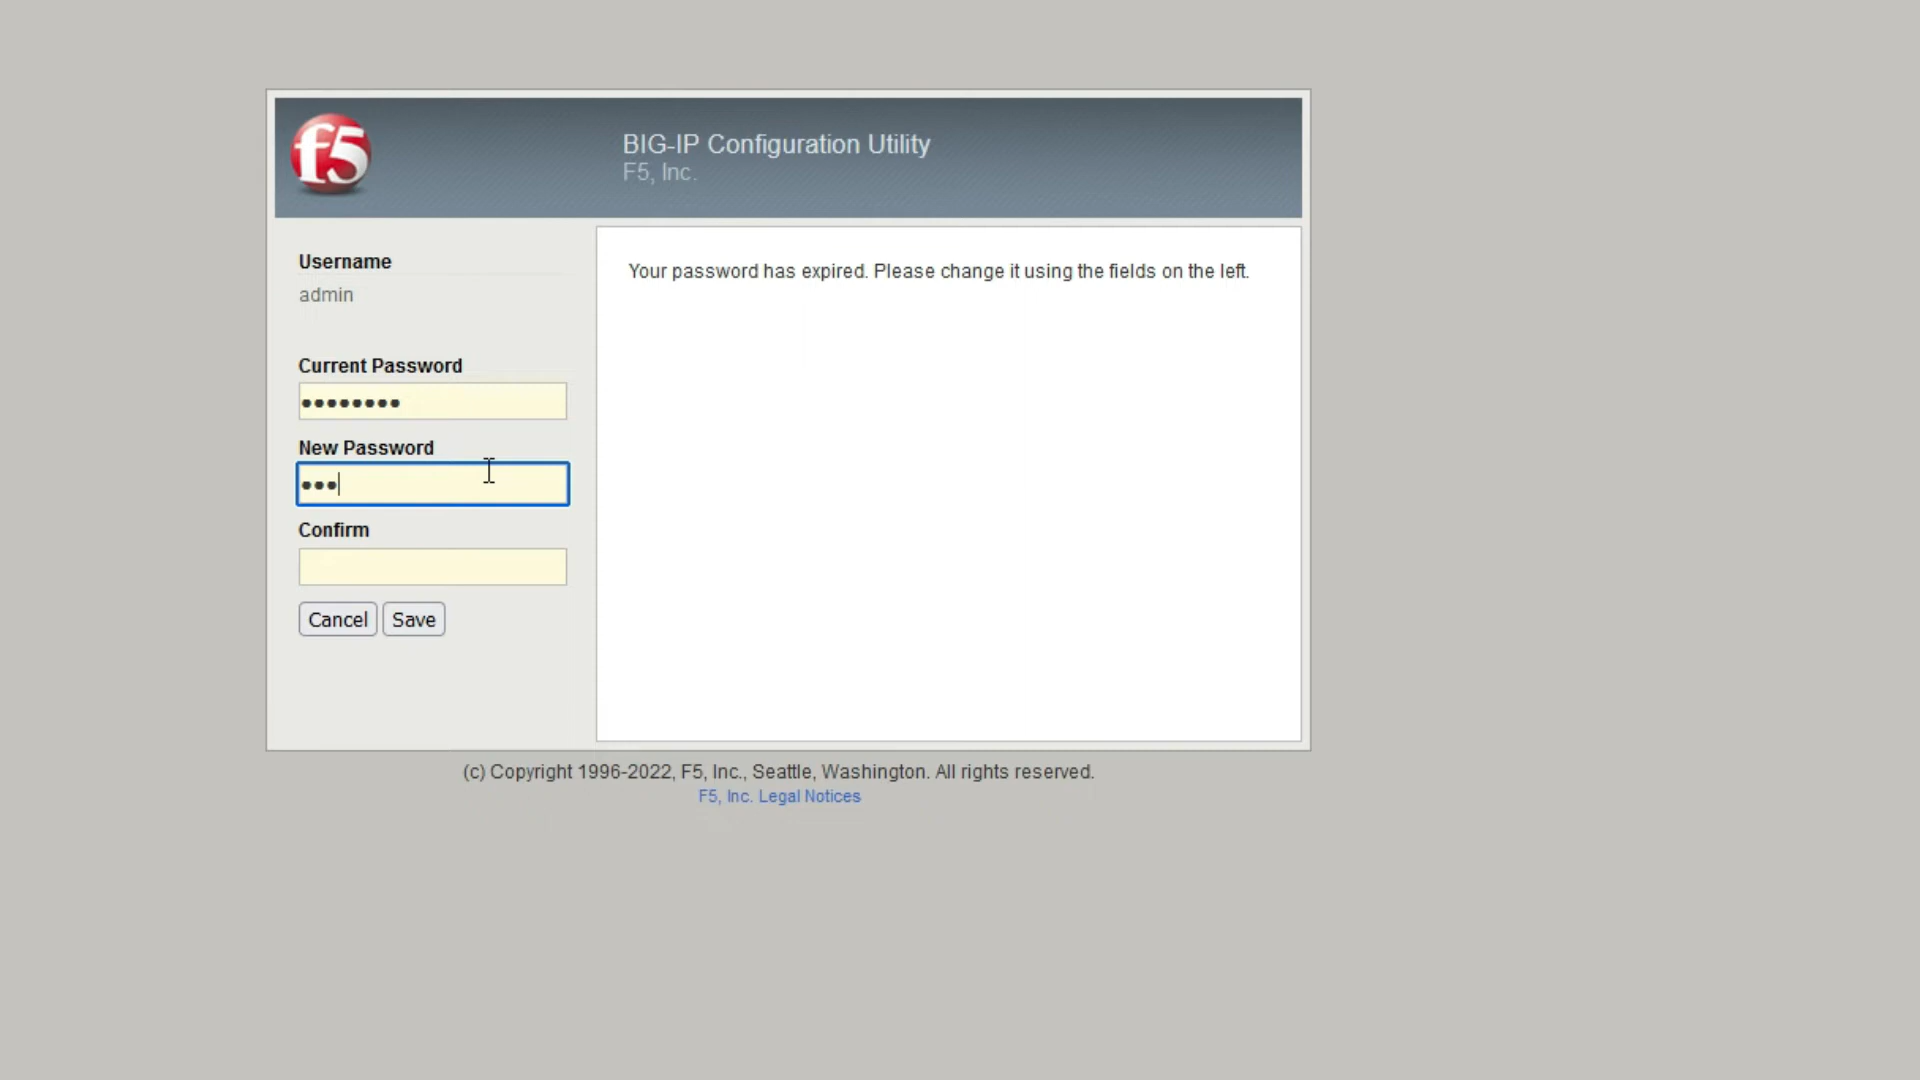 f5
BIG-IP Configuration Utility
F5, Inc.
Username
admin
Your password has expired. Please change it using the fields on the left.
Current Password
••••••••
New Password
•••
Confirm
Cancel Save
(c) Copyright 1996-2022, F5, Inc., Seattle, Washington. All rights reserved.
F5, Inc. Legal Notices